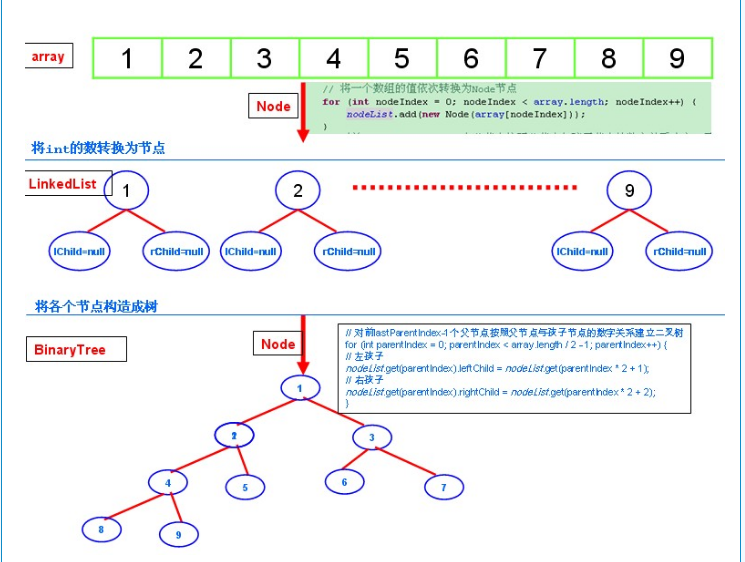 array
1 2 3 4 5 6 7 8 9
// 将一个数组的值依次转换为Node节点
Node
for (int nodeIndex = 0; nodeIndex < array.length; nodeIndex++) {
nodeList.add(new Node(array[nodeIndex]));
}
将int的数转换为节点
LinkedList
1
2
9
lChild=null
rChild=null
lChild=null
rChild=null
lChild=null
rChild=null
将各个节点构造成树
BinaryTree
Node
// 对前lastParentIndex-1个父节点按照父节点与孩子节点的数字关系建立二叉树
for (int parentIndex = 0; parentIndex < array.length / 2 -1; parentIndex++) {
// 左孩子
nodeList.get(parentIndex).leftChild = nodeList.get(parentIndex * 2 + 1);
// 右孩子
nodeList.get(parentIndex).rightChild = nodeList.get(parentIndex * 2 + 2);
}
1
2
3
4
5
6
7
8
9